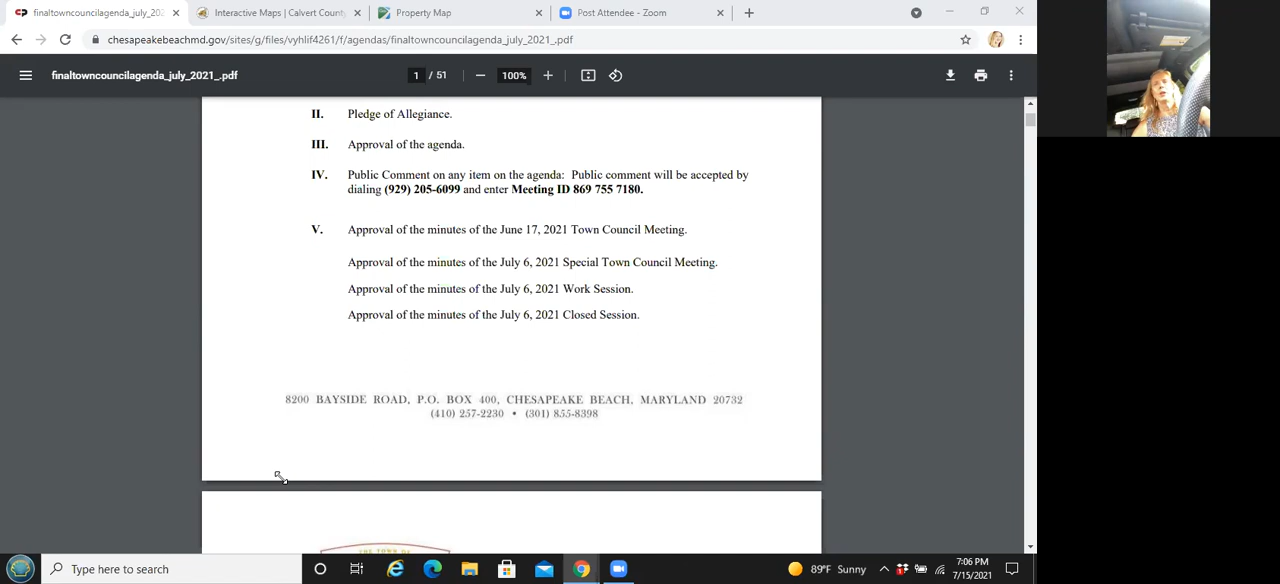 finaltowncouncilagenda_july_202
Interactive Maps | Calvert County
Property Map
Post Attendee - Zoom
chesapeakebeachmd.gov/sites/g/files/vyhlif4261/f/agendas/finaltowncouncilagenda_july_2021_.pdf
finaltowncouncilagenda_july_2021_.pdf
1 / 51
100%
II. Pledge of Allegiance.
III. Approval of the agenda.
IV. Public Comment on any item on the agenda: Public comment will be accepted by
dialing (929) 205-6099 and enter Meeting ID 869 755 7180.
V. Approval of the minutes of the June 17, 2021 Town Council Meeting.
Approval of the minutes of the July 6, 2021 Special Town Council Meeting.
Approval of the minutes of the July 6, 2021 Work Session.
Approval of the minutes of the July 6, 2021 Closed Session.
8200 BAYSIDE ROAD, P.O. BOX 400, CHESAPEAKE BEACH, MARYLAND 20732
(410) 257-2230 • (301) 855-8398
THE TOWN OF
Type here to search
89°F Sunny
7:06 PM
7/15/2021